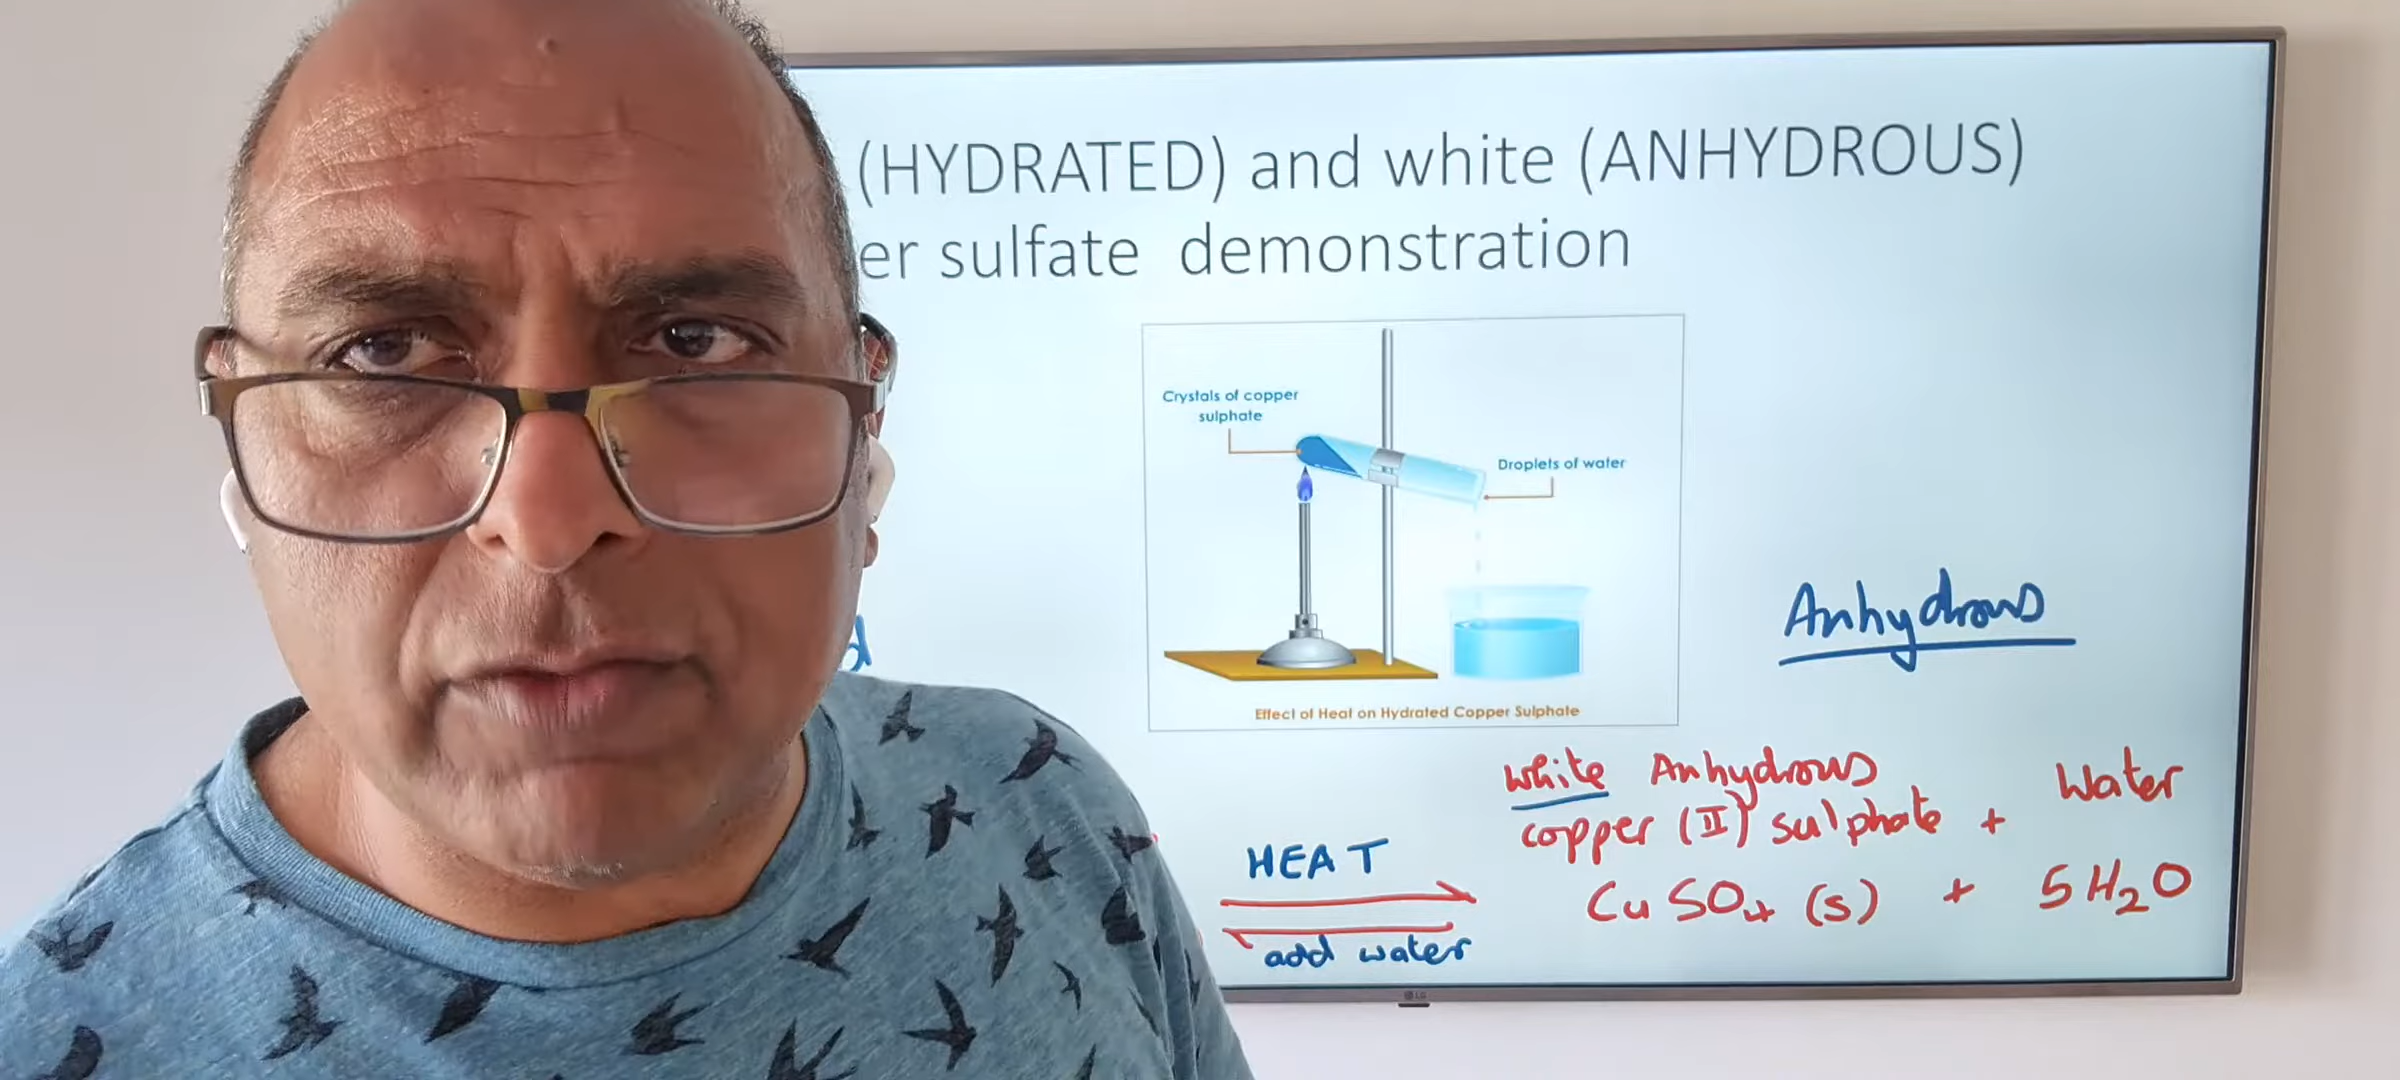 (HYDRATED) and white (ANHYDROUS)
er sulfate demonstration
Crystals of copper
sulphate
Droplets of water
Effect of Heat on Hydrated Copper Sulphate
Anhydrous
d
white Anhydrous
copper (II) sulphate + Water
HEAT
CuSO4 (s) + 5H2O
add water
LG